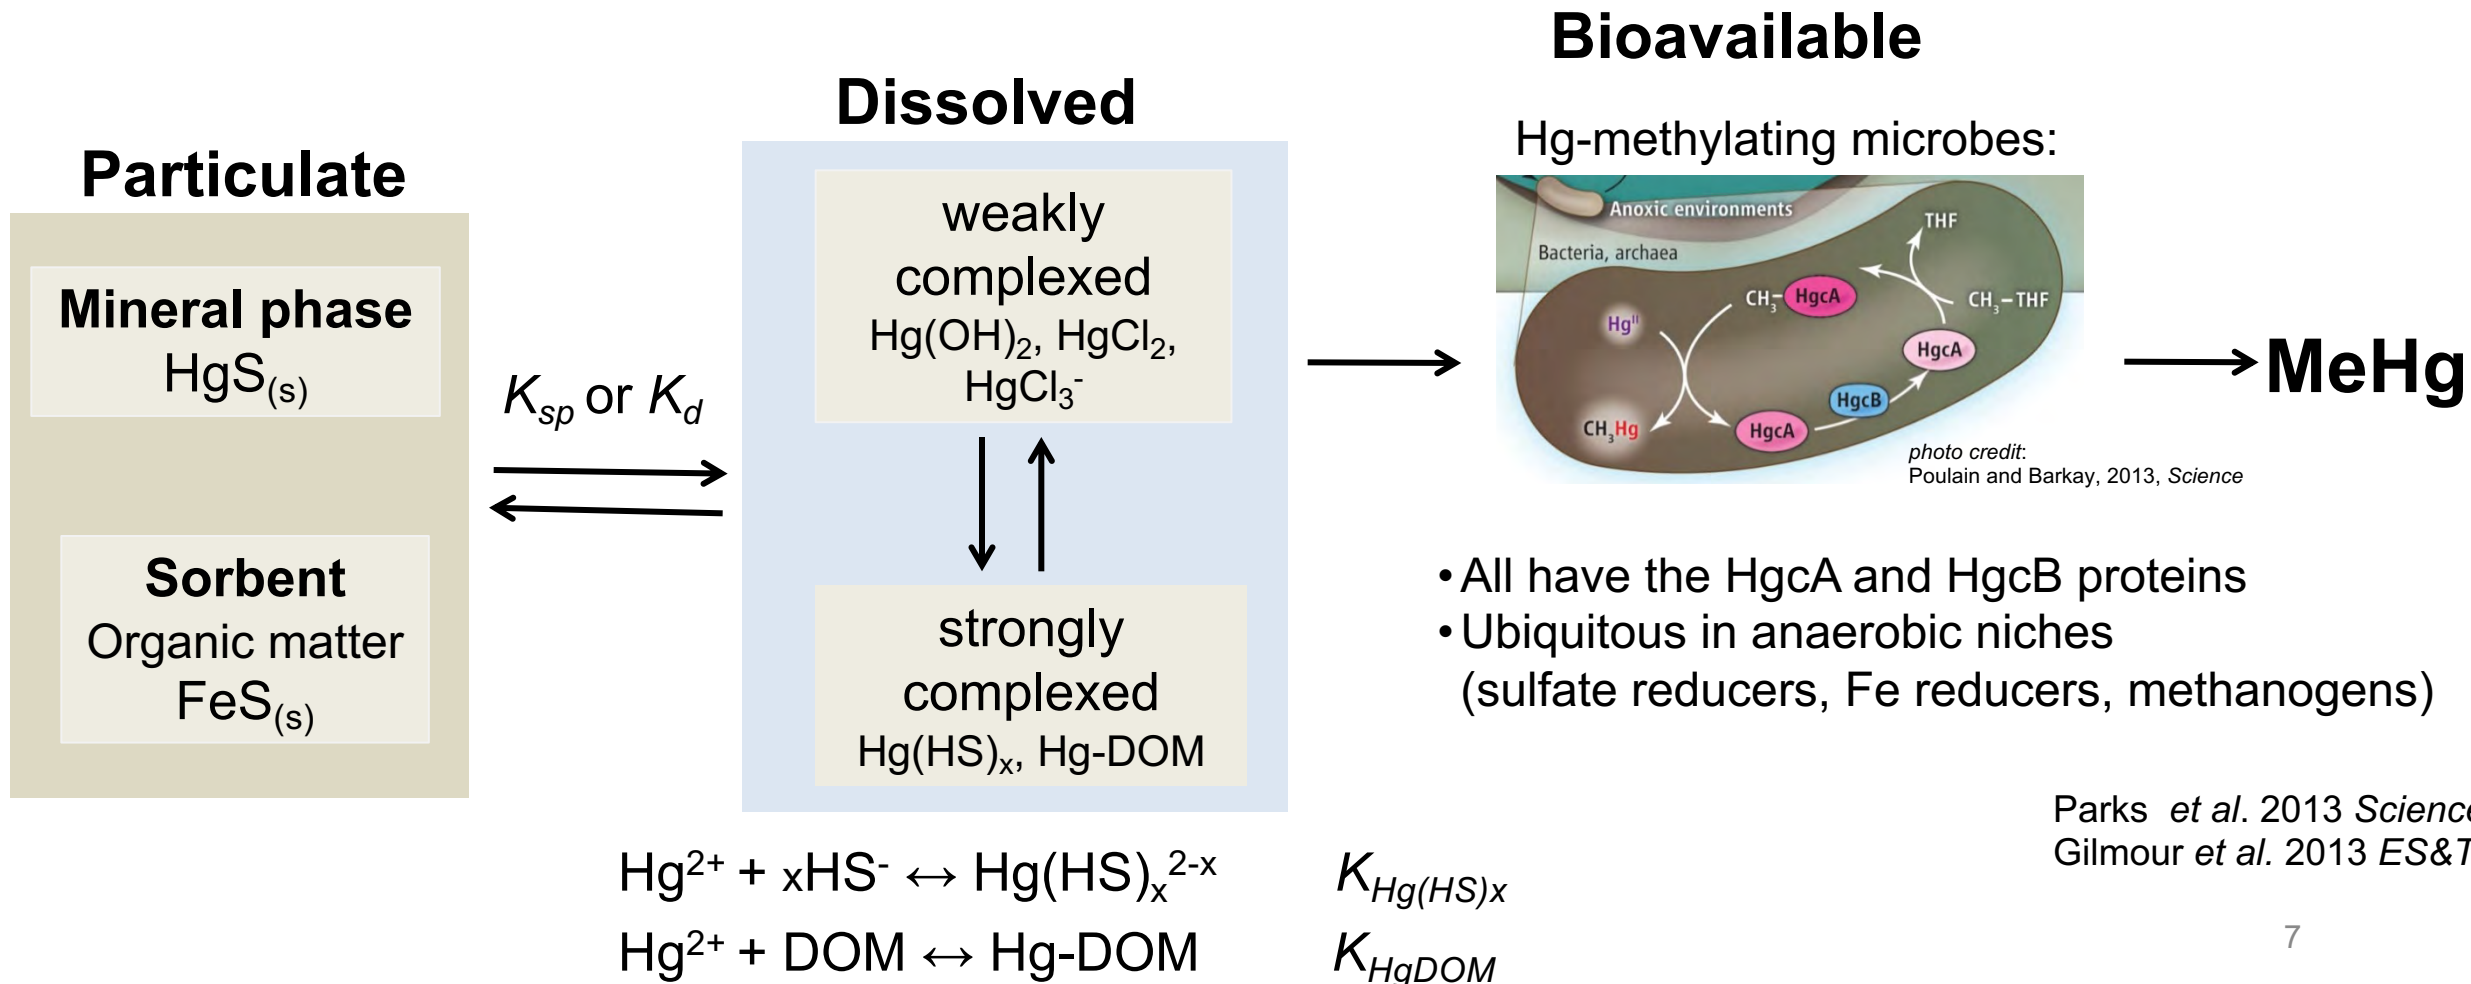 Particulate
Mineral phase
HgS(s)
Sorbent
Organic matter
FeS(s)
Ksp or Kd
Dissolved
weakly
complexed
Hg(OH)2, HgCl2,
HgCl3-
strongly
complexed
Hg(HS)x, Hg-DOM
Hg2+ + xHS- ↔ Hg(HS)x2-x KHg(HS)x
Hg2+ + DOM ↔ Hg-DOM KHgDOM
Bioavailable
Hg-methylating microbes:
Anoxic environments
Bacteria, archaea
THF
CH3- HgcA
CH3-THF
HgII
HgcA
HgcB
CH3Hg
HgcA
photo credit:
Poulain and Barkay, 2013, Science
MeHg
•All have the HgcA and HgcB proteins
•Ubiquitous in anaerobic niches
(sulfate reducers, Fe reducers, methanogens)
Parks et al. 2013 Science
Gilmour et al. 2013 ES&T
7